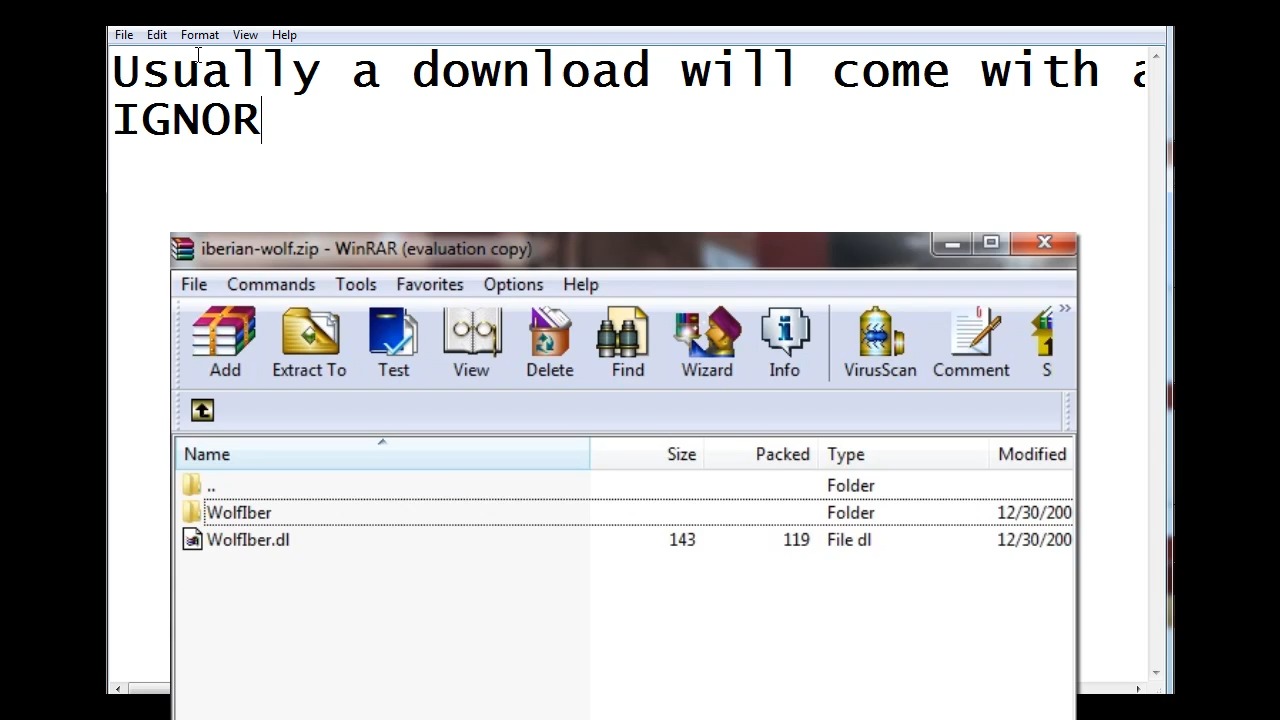 File Edit Format View Help
Usually a download will come with a
IGNOR
iberian-wolf.zip - WinRAR (evaluation copy)
File Commands Tools Favorites Options Help
Add Extract To Test View Delete Find Wizard Info VirusScan Comment S
Name Size Packed Type Modified
.. Folder
WolfIber Folder 12/30/200
WolfIber.dl 143 119 File dl 12/30/200